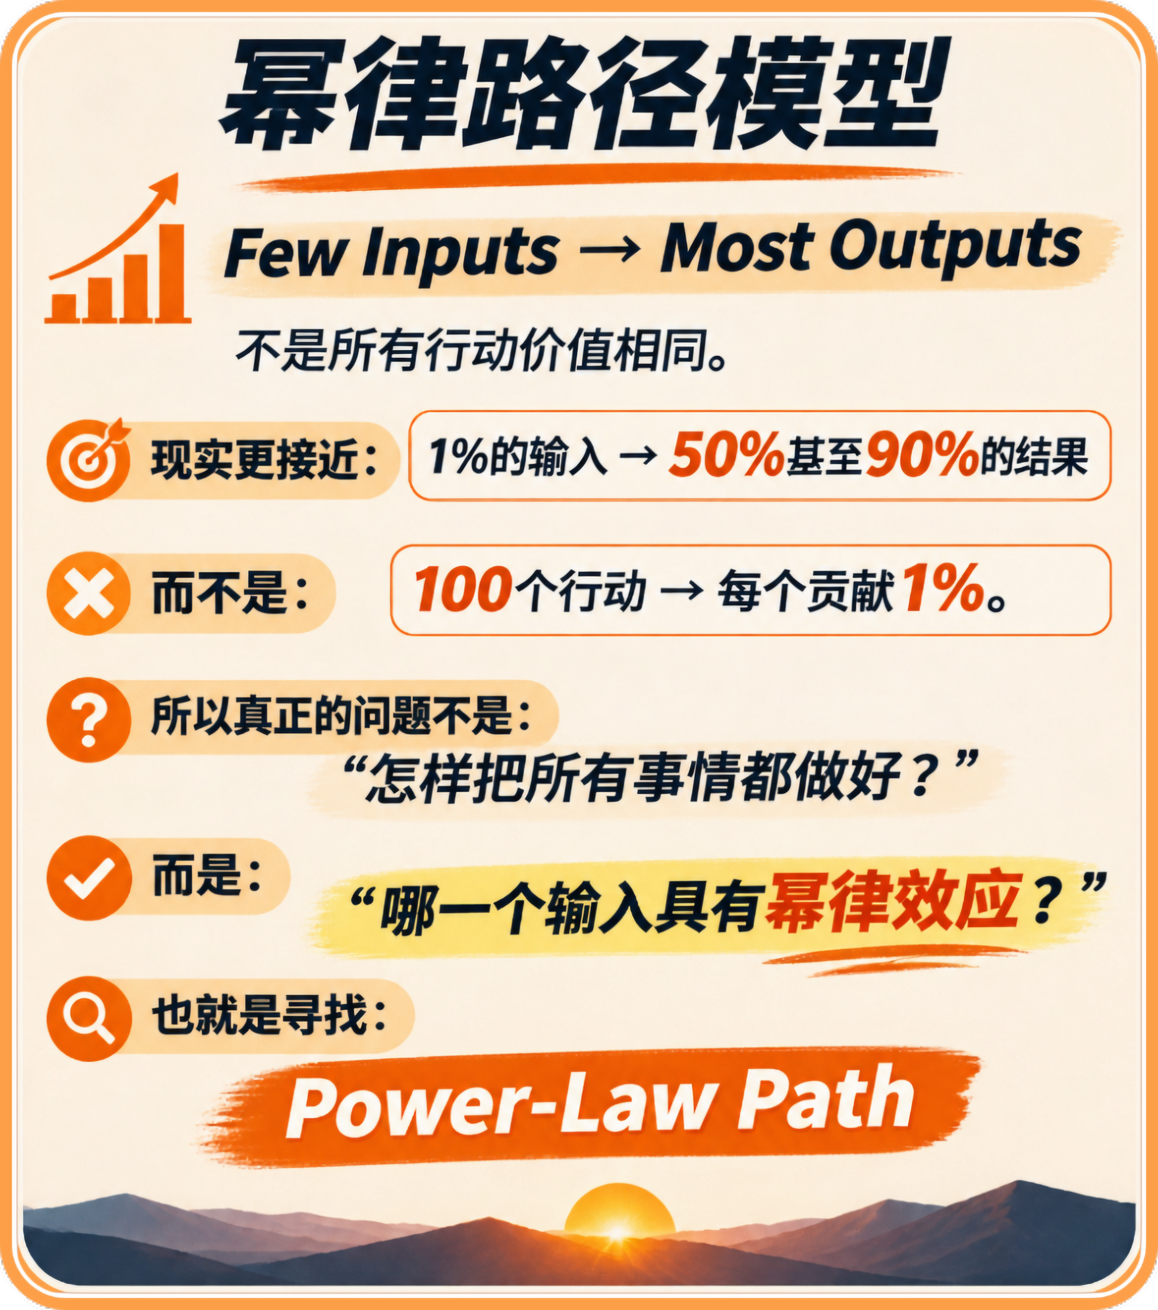 幂律路径模型
Few Inputs → Most Outputs
不是所有行动价值相同。
现实更接近： 1%的输入 → 50%甚至90%的结果
而不是： 100个行动 → 每个贡献1%。
所以真正的问题不是：
“怎样把所有事情都做好？”
而是：
“哪一个输入具有幂律效应？”
也就是寻找：
Power-Law Path